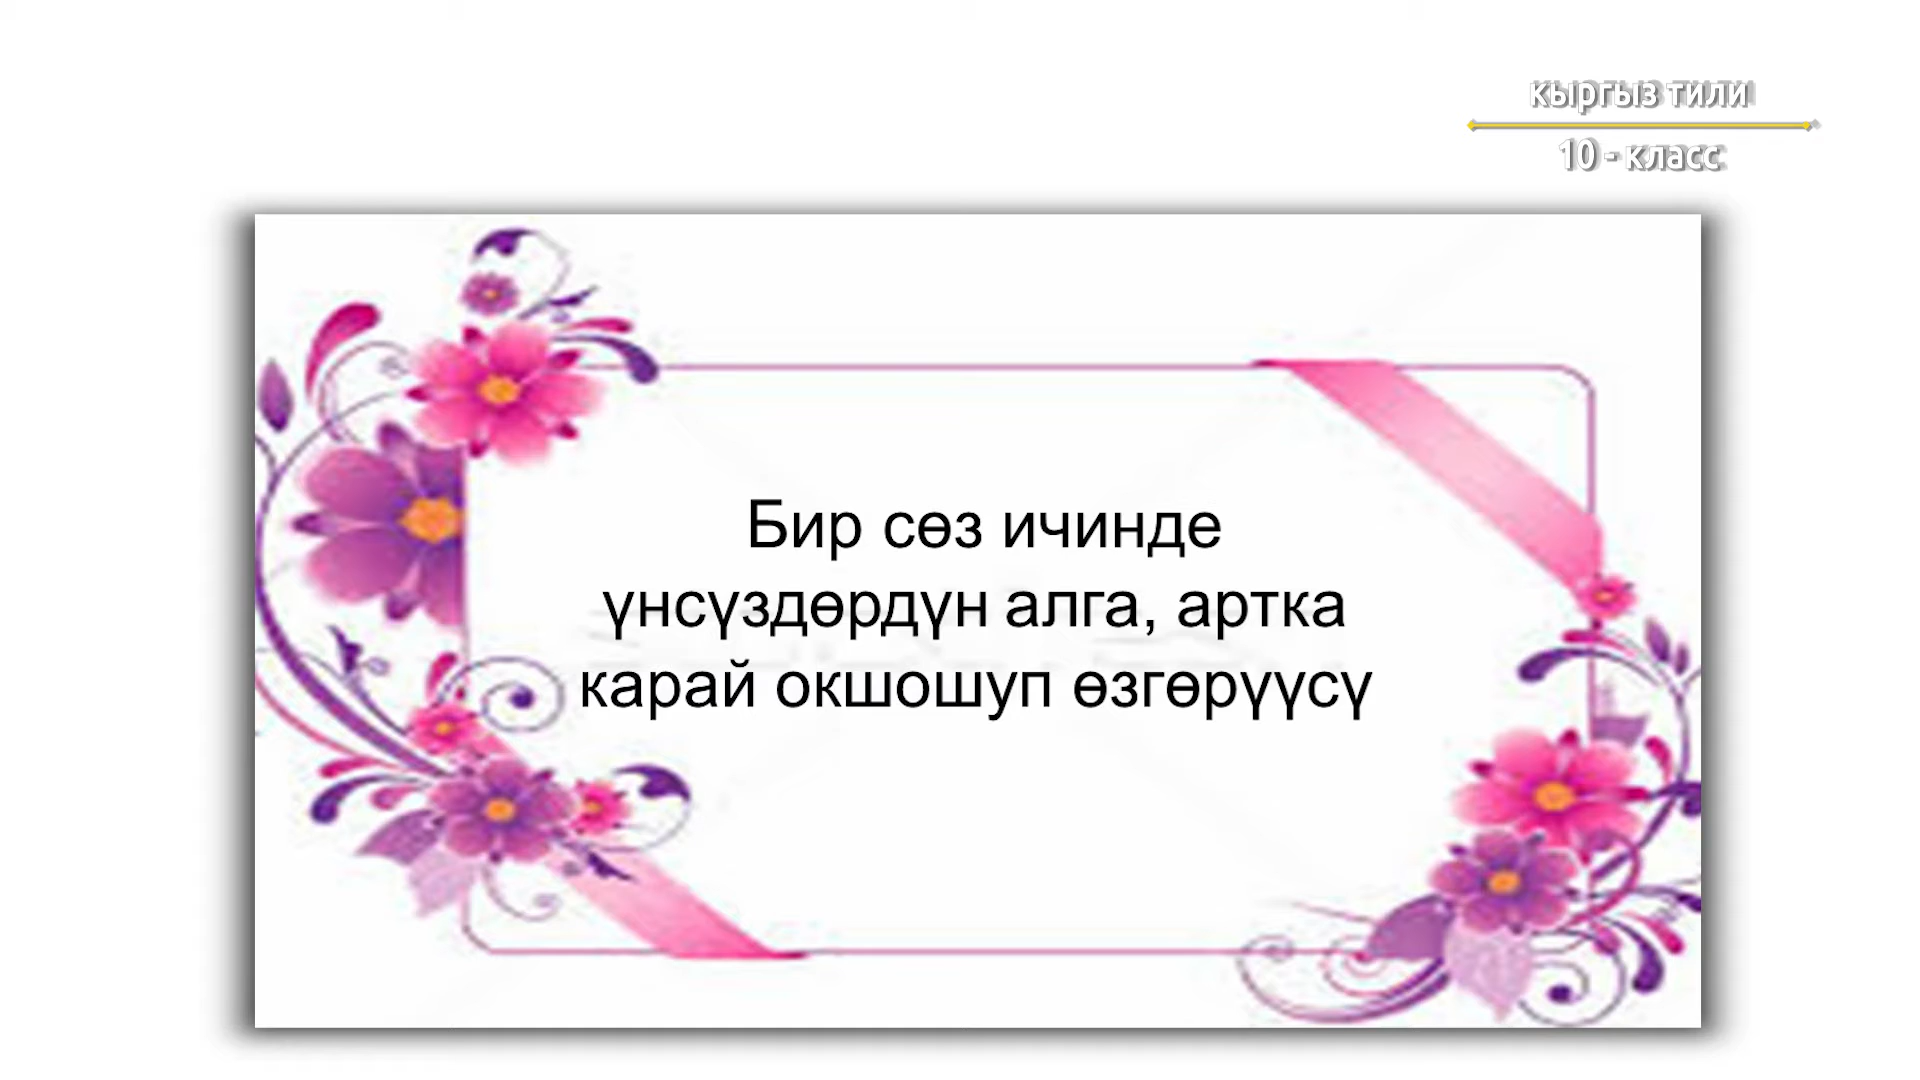 кыргыз тили
10 - класс
Бир сөз ичинде
үнсүздөрдүн алга, артка
карай окшошуп өзгөрүүсү